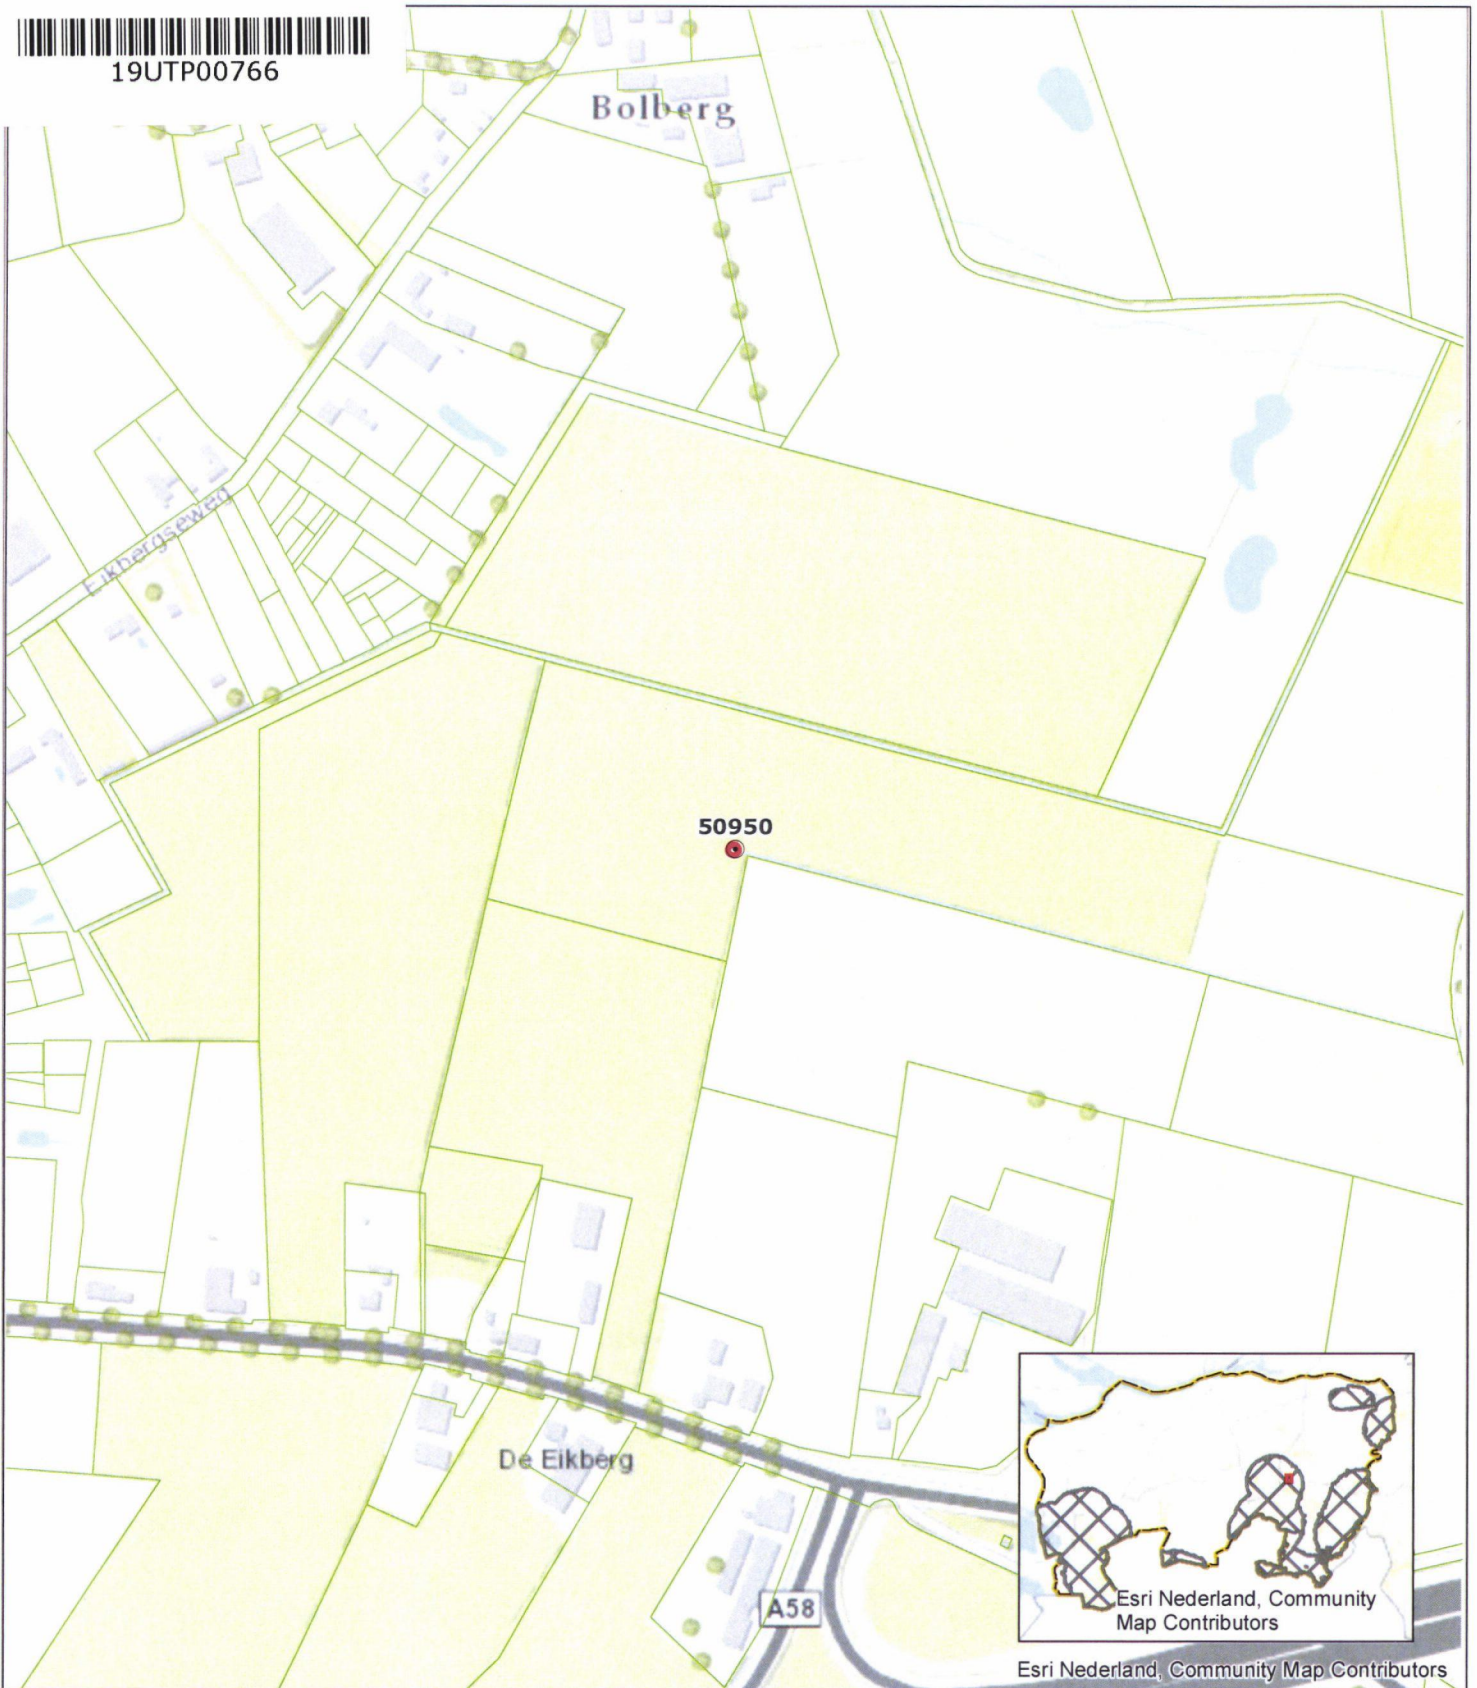 19UTP00766
Bolberg
Eikbergseweg
50950
De Eikberg
A58
Esri Nederland, Community
Map Contributors
Esri Nederland, Community Map Contributors